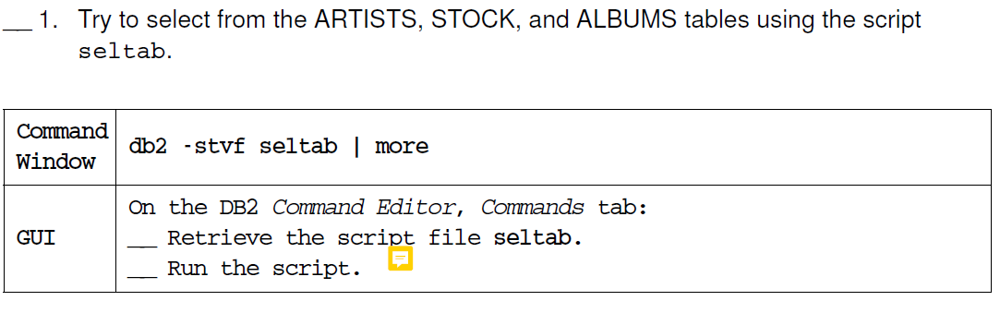 __ 1. Try to select from the ARTISTS, STOCK, and ALBUMS tables using the script
seltab.
Command
Window
db2 -stvf seltab | more
GUI
On the DB2 Command Editor, Commands tab:
__ Retrieve the script file seltab.
__ Run the script.